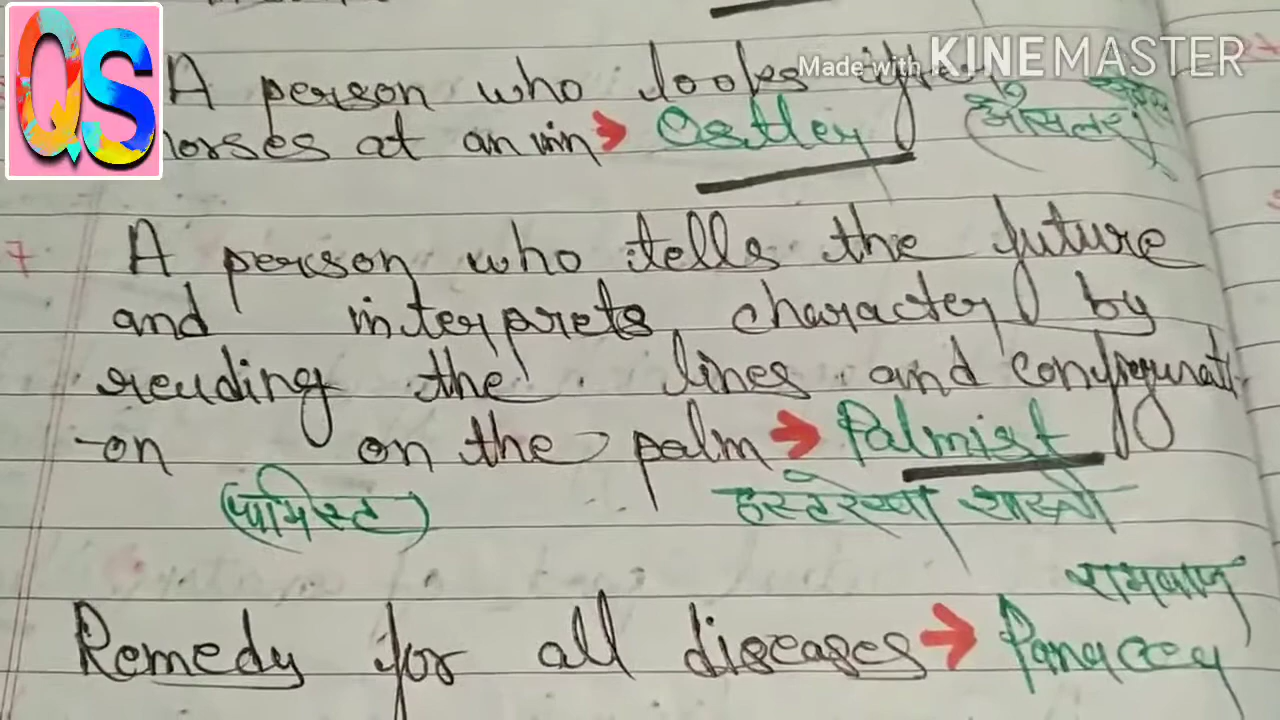 QS
Made with KINEMASTER
A person who looks after
horses at an inn → Ostler
7 A person who tells the future
and interprets character by
reading the lines and configurati
-on on the palm → Palmist
(पामिस्ट) हस्टरेखा शास्त्री
रामबाण
Remedy for all diseases → Panacea